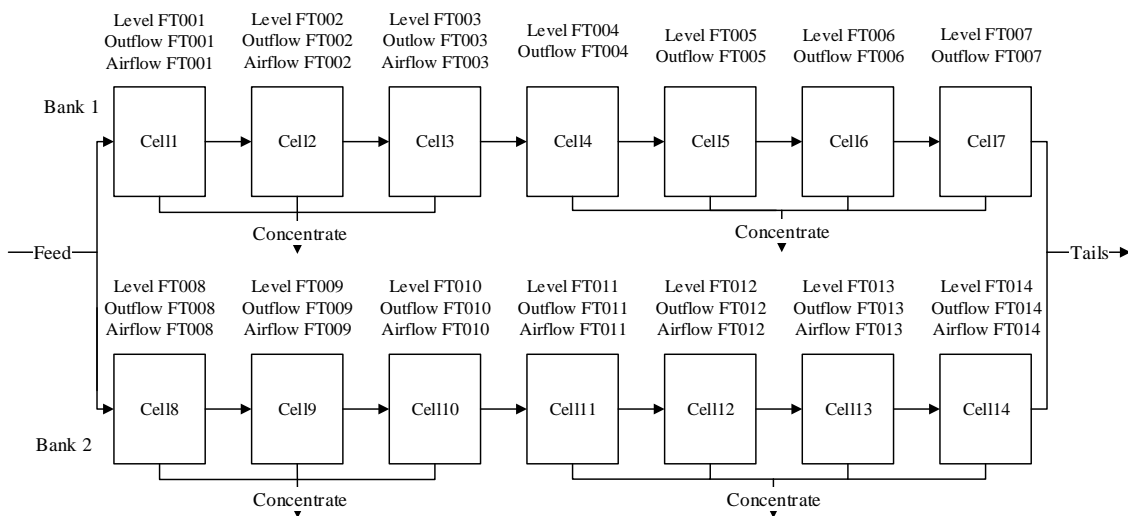 Level FT001
Outflow FT001
Airflow FT001
Level FT002
Outflow FT002
Airflow FT002
Level FT003
Outlow FT003
Airflow FT003
Level FT004
Outflow FT004
Level FT005
Outflow FT005
Level FT006
Outflow FT006
Level FT007
Outflow FT007
Bank 1
Cell1
Cell2
Cell3
Cell4
Cell5
Cell6
Cell7
Concentrate
Concentrate
Feed
Tails
Level FT008
Outflow FT008
Airflow FT008
Level FT009
Outflow FT009
Airflow FT009
Level FT010
Outflow FT010
Airflow FT010
Level FT011
Outflow FT011
Airflow FT011
Level FT012
Outflow FT012
Airflow FT012
Level FT013
Outflow FT013
Airflow FT013
Level FT014
Outflow FT014
Airflow FT014
Cell8
Cell9
Cell10
Cell11
Cell12
Cell13
Cell14
Bank 2
Concentrate
Concentrate